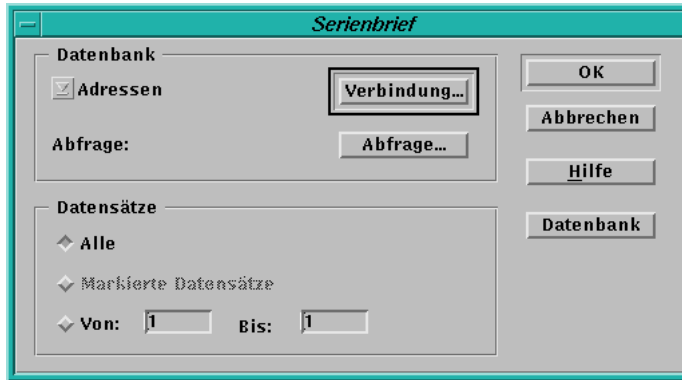 Serienbrief
Datenbank
Adressen
Verbindung...
Abfrage:
Abfrage...
OK
Abbrechen
Hilfe
Datenbank
Datensätze
Alle
Markierte Datensätze
Von: 1 Bis: 1